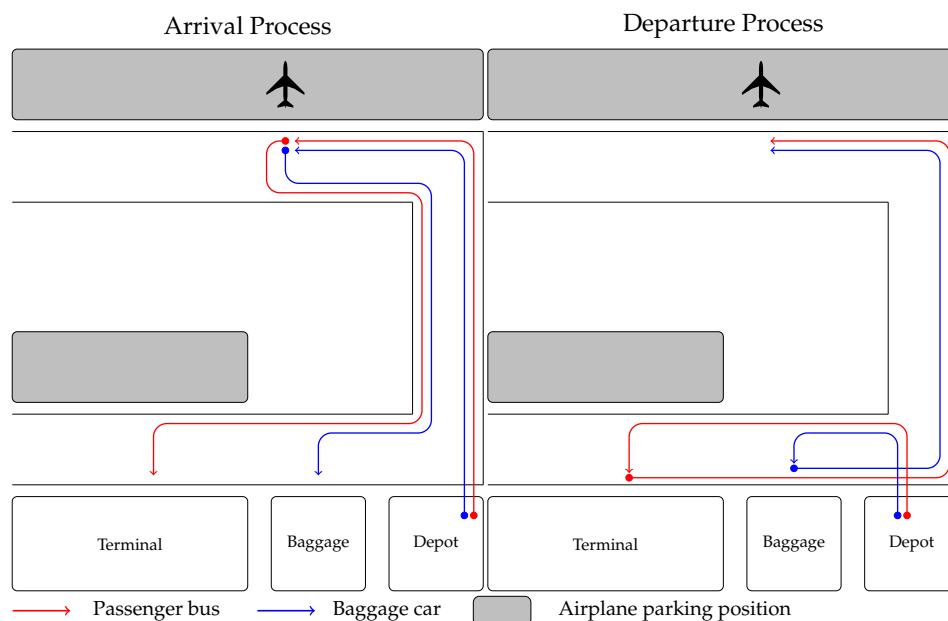 Arrival Process
Departure Process
Terminal
Baggage
Depot
Terminal
Baggage
Depot
Passenger bus
Baggage car
Airplane parking position